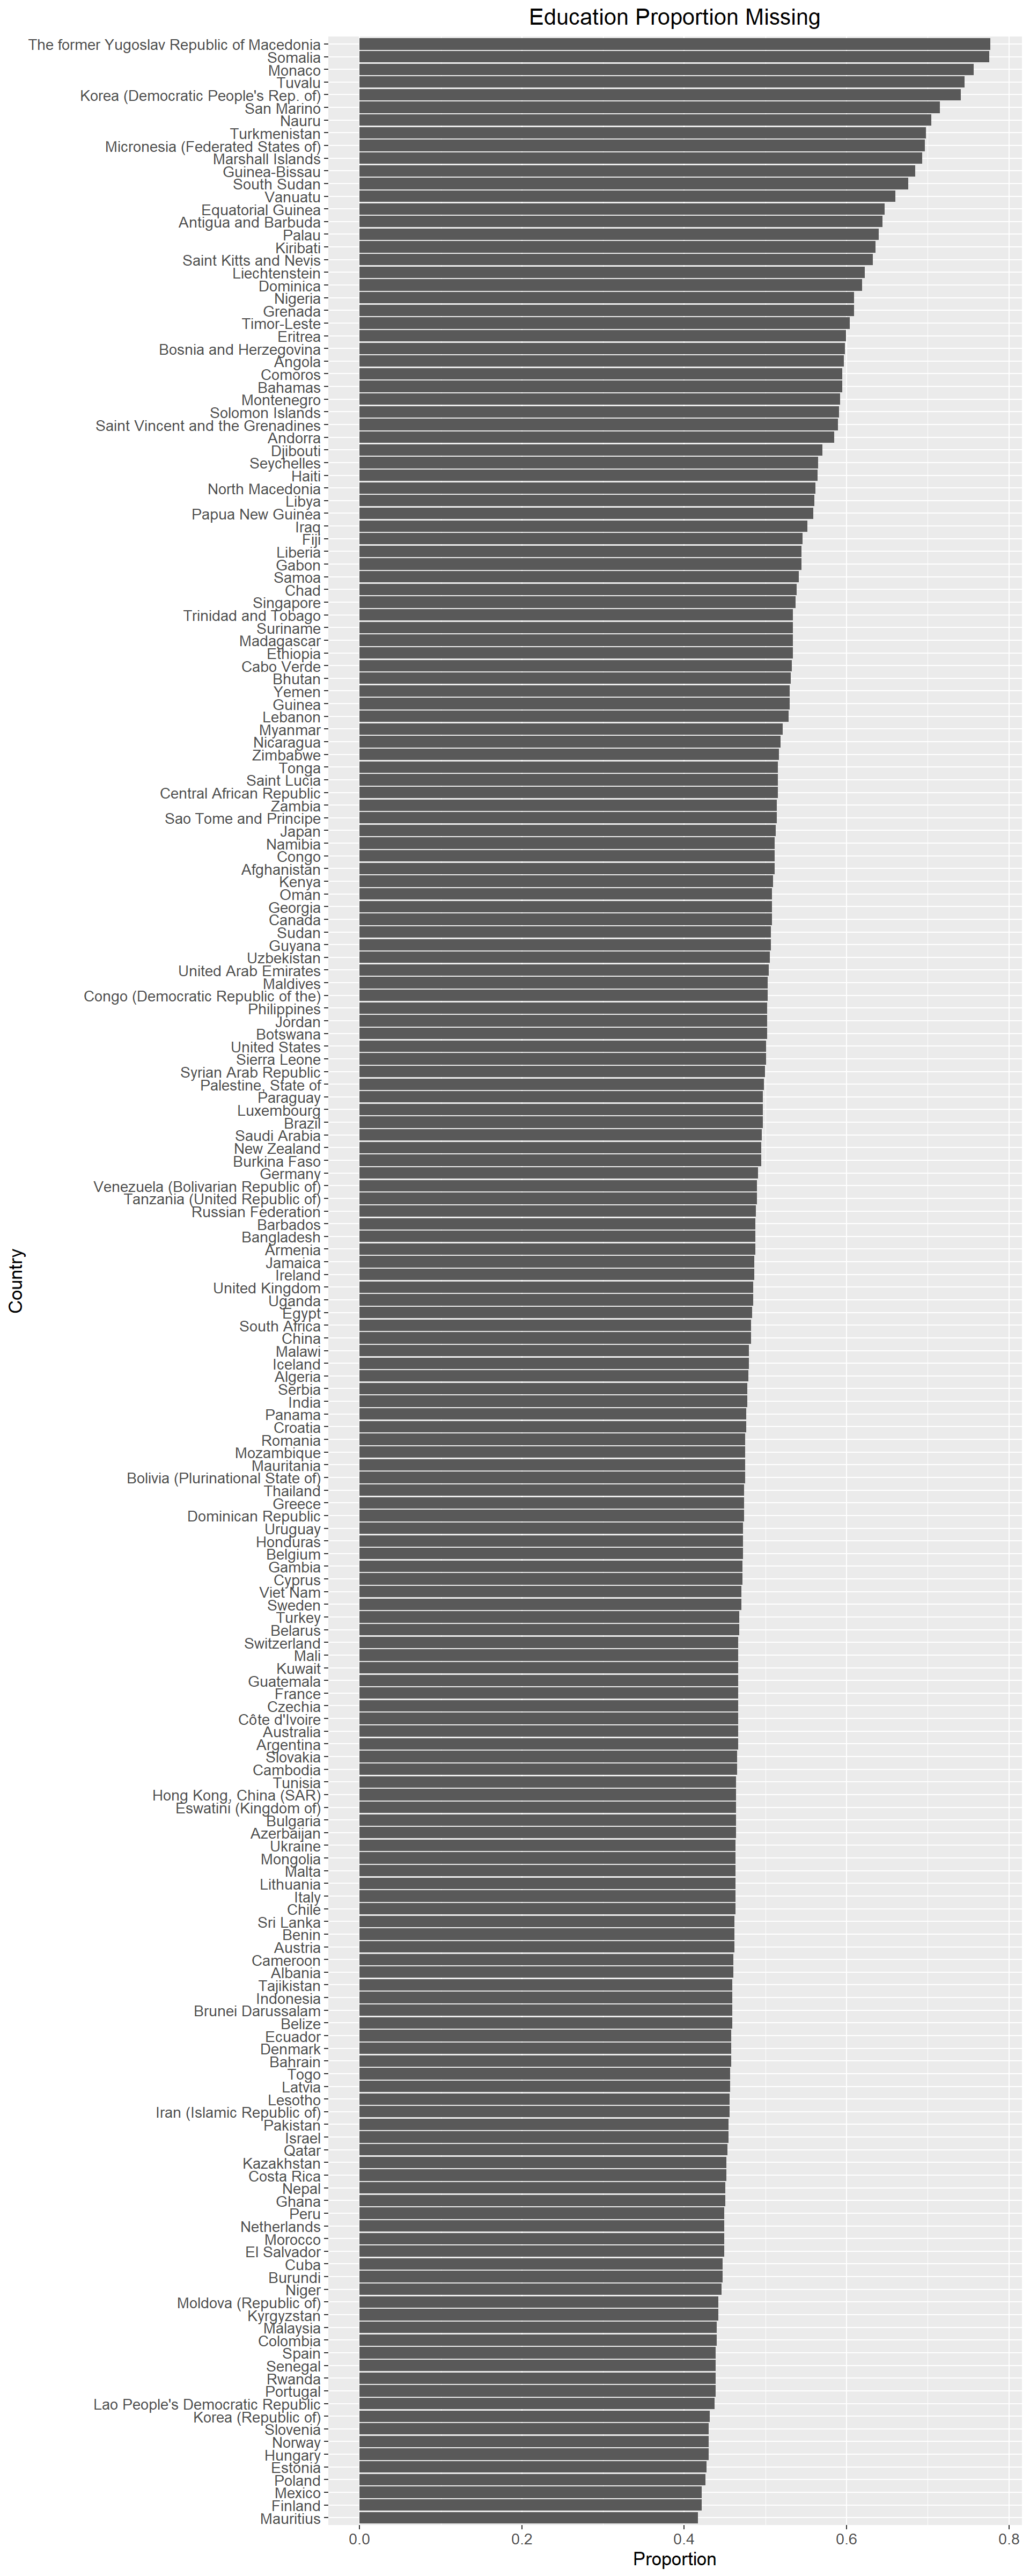 Education Proportion Missing
The former Yugoslav Republic of Macedonia
Somalia
Monaco
Tuvalu
Korea (Democratic People's Rep. of)
San Marino
Nauru
Turkmenistan
Micronesia (Federated States of)
Marshall Islands
Guinea-Bissau
South Sudan
Vanuatu
Equatorial Guinea
Antigua and Barbuda
Palau
Kiribati
Saint Kitts and Nevis
Liechtenstein
Dominica
Nigeria
Grenada
Timor-Leste
Eritrea
Bosnia and Herzegovina
Angola
Comoros
Bahamas
Montenegro
Solomon Islands
Saint Vincent and the Grenadines
Andorra
Djibouti
Seychelles
Haiti
North Macedonia
Libya
Papua New Guinea
Iraq
Fiji
Liberia
Gabon
Samoa
Chad
Singapore
Trinidad and Tobago
Suriname
Madagascar
Ethiopia
Cabo Verde
Bhutan
Yemen
Guinea
Lebanon
Myanmar
Nicaragua
Zimbabwe
Tonga
Saint Lucia
Central African Republic
Zambia
Sao Tome and Principe
Japan
Namibia
Congo
Afghanistan
Kenya
Oman
Georgia
Canada
Sudan
Guyana
Uzbekistan
United Arab Emirates
Maldives
Congo (Democratic Republic of the)
Philippines
Jordan
Botswana
United States
Sierra Leone
Syrian Arab Republic
Palestine, State of
Paraguay
Luxembourg
Brazil
Saudi Arabia
New Zealand
Burkina Faso
Germany
Venezuela (Bolivarian Republic of)
Tanzania (United Republic of)
Russian Federation
Barbados
Bangladesh
Armenia
Jamaica
Ireland
United Kingdom
Uganda
Egypt
South Africa
China
Malawi
Iceland
Algeria
Serbia
India
Panama
Croatia
Romania
Mozambique
Mauritania
Bolivia (Plurinational State of)
Thailand
Greece
Dominican Republic
Uruguay
Honduras
Belgium
Gambia
Cyprus
Viet Nam
Sweden
Turkey
Belarus
Switzerland
Mali
Kuwait
Guatemala
France
Czechia
Côte d'Ivoire
Australia
Argentina
Slovakia
Cambodia
Tunisia
Hong Kong, China (SAR)
Eswatini (Kingdom of)
Bulgaria
Azerbaijan
Ukraine
Mongolia
Malta
Lithuania
Italy
Chile
Sri Lanka
Benin
Austria
Cameroon
Albania
Tajikistan
Indonesia
Brunei Darussalam
Belize
Ecuador
Denmark
Bahrain
Togo
Latvia
Lesotho
Iran (Islamic Republic of)
Pakistan
Israel
Qatar
Kazakhstan
Costa Rica
Nepal
Ghana
Peru
Netherlands
Morocco
El Salvador
Cuba
Burundi
Niger
Moldova (Republic of)
Kyrgyzstan
Malaysia
Colombia
Spain
Senegal
Rwanda
Portugal
Lao People's Democratic Republic
Korea (Republic of)
Slovenia
Norway
Hungary
Estonia
Poland
Mexico
Finland
Mauritius
Country
0.0 0.2 0.4 0.6 0.8
Proportion